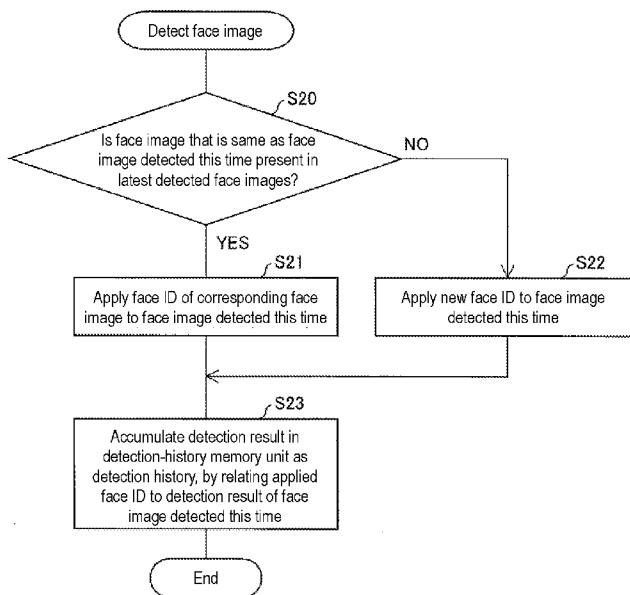 Detect face image
S20
Is face image that is same as face
image detected this time present in
latest detected face images?
NO
YES
S21
Apply face ID of corresponding face
image to face image detected this time
S22
Apply new face ID to face image
detected this time
S23
Accumulate detection result in
detection-history memory unit as
detection history, by relating applied
face ID to detection result of face
image detected this time
End